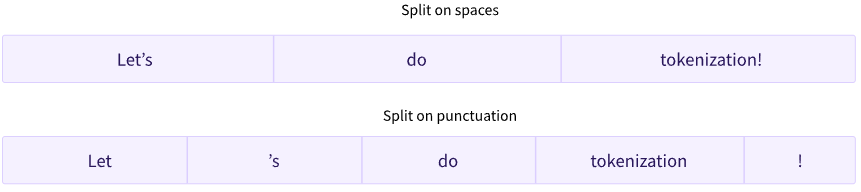 Split on spaces
Let’s do tokenization!
Split on punctuation
Let ’s do tokenization !